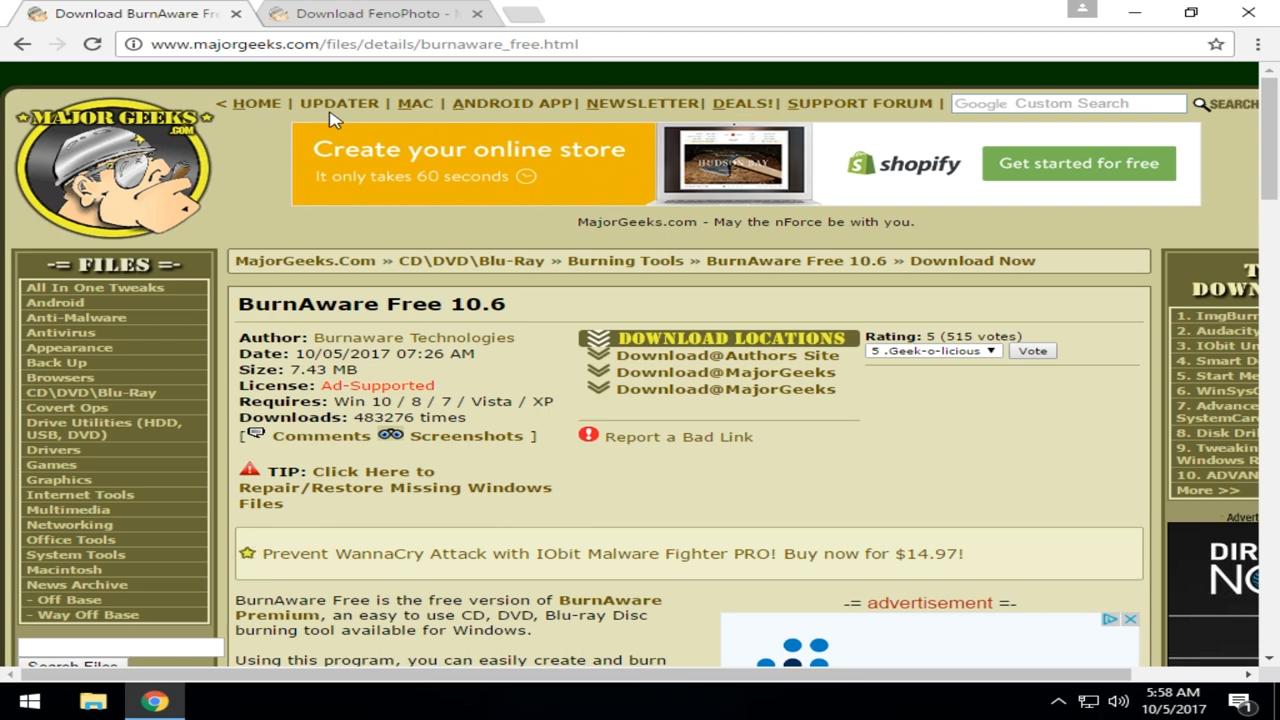 Download BurnAware Fr
Download FenoPhoto - M
www.majorgeeks.com/files/details/burnaware_free.html
MAJOR GEEKS
.COM
< HOME | UPDATER | MAC | ANDROID APP| NEWSLETTER| DEALS!| SUPPORT FORUM |
Google Custom Search
SEARCH
Create your online store
It only takes 60 seconds
HUDSON BAY
shopify
Get started for free
MajorGeeks.com - May the nForce be with you.
-= FILES =-
All In One Tweaks
Android
Anti-Malware
Antivirus
Appearance
Back Up
Browsers
CD\DVD\Blu-Ray
Covert Ops
Drive Utilities (HDD,
USB, DVD)
Drivers
Games
Graphics
Internet Tools
Multimedia
Networking
Office Tools
System Tools
Macintosh
News Archive
- Off Base
- Way Off Base
Search Files
MajorGeeks.Com » CD\DVD\Blu-Ray » Burning Tools » BurnAware Free 10.6 » Download Now
BurnAware Free 10.6
Author: Burnaware Technologies
Date: 10/05/2017 07:26 AM
Size: 7.43 MB
License: Ad-Supported
Requires: Win 10 / 8 / 7 / Vista / XP
Downloads: 483276 times
[ Comments Screenshots ]
TIP: Click Here to
Repair/Restore Missing Windows
Files
DOWNLOAD LOCATIONS
Download@Authors Site
Download@MajorGeeks
Download@MajorGeeks
Report a Bad Link
Rating: 5 (515 votes)
5 .Geek-o-licious
Vote
Prevent WannaCry Attack with IObit Malware Fighter PRO! Buy now for $14.97!
BurnAware Free is the free version of BurnAware
Premium, an easy to use CD, DVD, Blu-ray Disc
burning tool available for Windows.
Using this program, you can easily create and burn
-= advertisement =-
T
DOWN
1. ImgBurn
2. Audacity
3. IObit Un
4. Smart D
5. Start Me
6. WinSys
7. Advance
SystemCar
8. Disk Dri
9. Tweakin
Windows R
10. ADVAN
More >>
Advert
DIR
NO
5:58 AM
10/5/2017
1